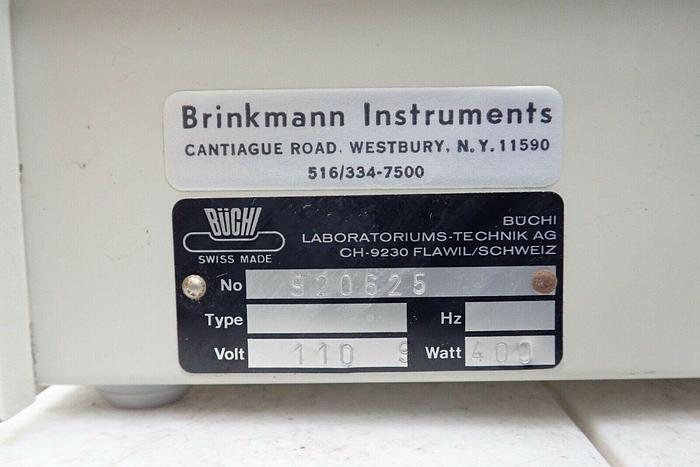 Brinkmann Instruments
CANTIAGUE ROAD. WESTBURY, N.Y. 11590
516/334-7500
BÜCHI
SWISS MADE
BÜCHI
LABORATORIUMS-TECHNIK AG
CH-9230 FLAWIL/SCHWEIZ
No 920625
Type Hz
Volt 110 9 Watt 400